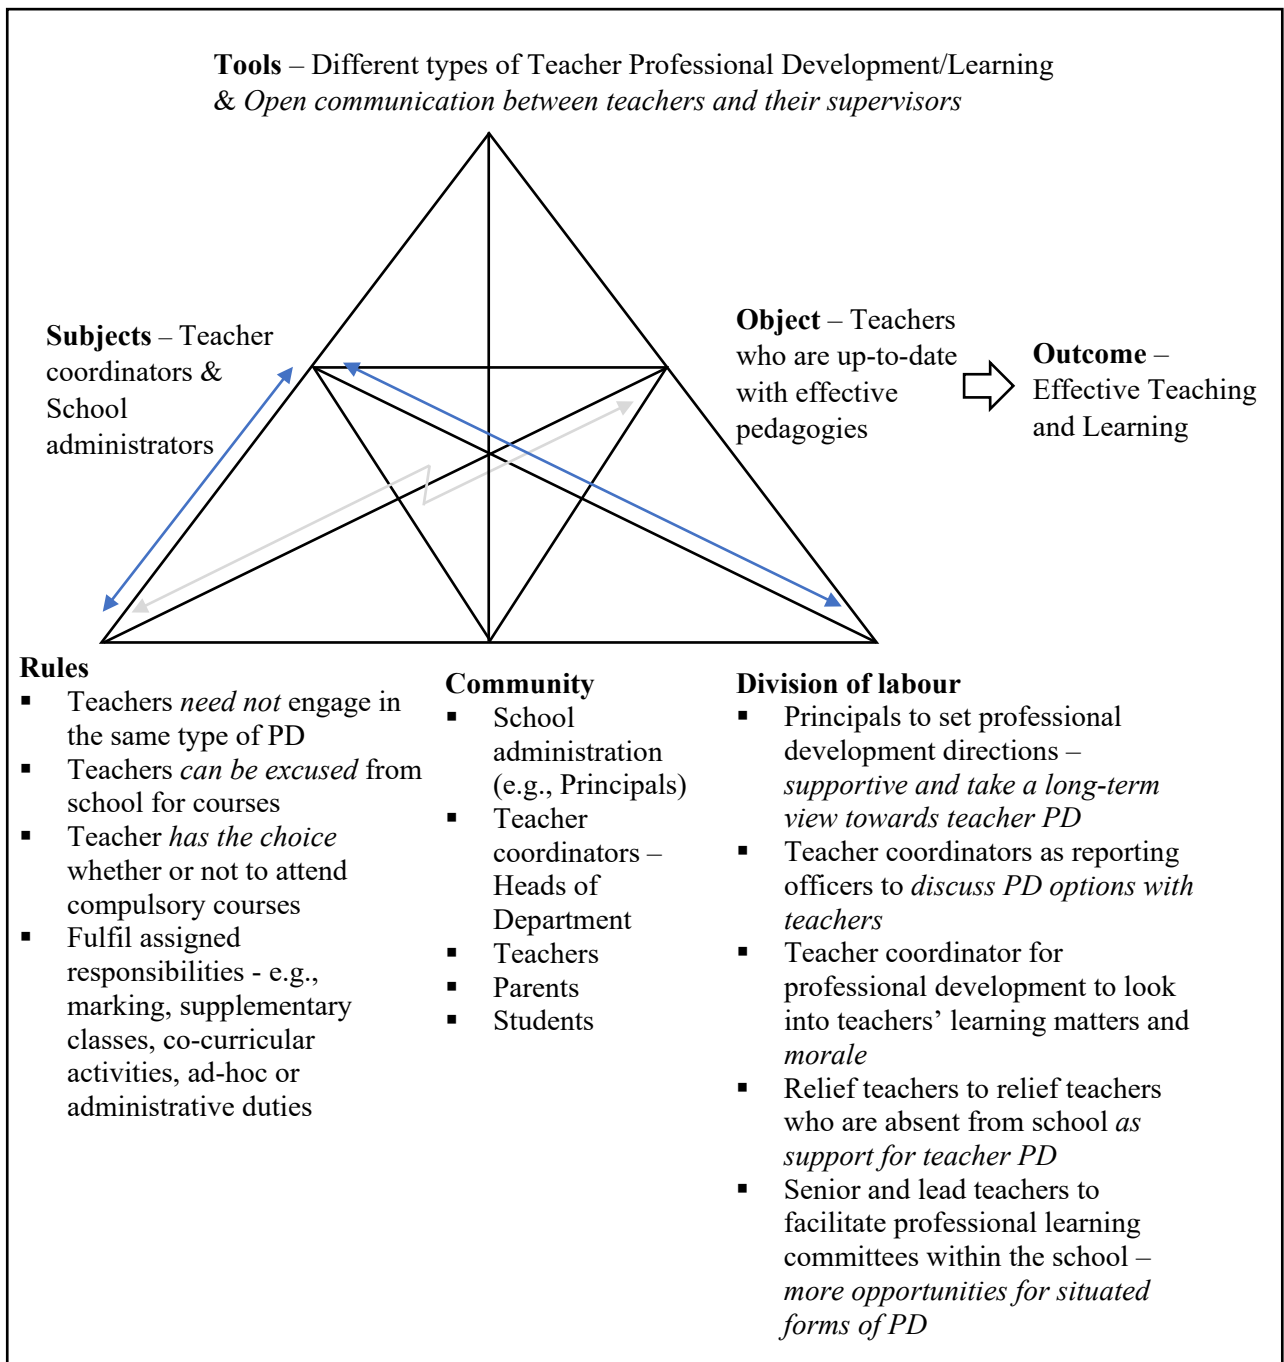 Tools – Different types of Teacher Professional Development/Learning
& Open communication between teachers and their supervisors
Subjects – Teacher
coordinators &
School
administrators
Object – Teachers
who are up-to-date
with effective
pedagogies
Outcome –
Effective Teaching
and Learning
Rules
▪ Teachers need not engage in
the same type of PD
▪ Teachers can be excused from
school for courses
▪ Teacher has the choice
whether or not to attend
compulsory courses
▪ Fulfil assigned
responsibilities - e.g.,
marking, supplementary
classes, co-curricular
activities, ad-hoc or
administrative duties
Community
▪ School
administration
(e.g., Principals)
▪ Teacher
coordinators –
Heads of
Department
▪ Teachers
▪ Parents
▪ Students
Division of labour
▪ Principals to set professional
development directions –
supportive and take a long-term
view towards teacher PD
▪ Teacher coordinators as reporting
officers to discuss PD options with
teachers
▪ Teacher coordinator for
professional development to look
into teachers’ learning matters and
morale
▪ Relief teachers to relief teachers
who are absent from school as
support for teacher PD
▪ Senior and lead teachers to
facilitate professional learning
committees within the school –
more opportunities for situated
forms of PD